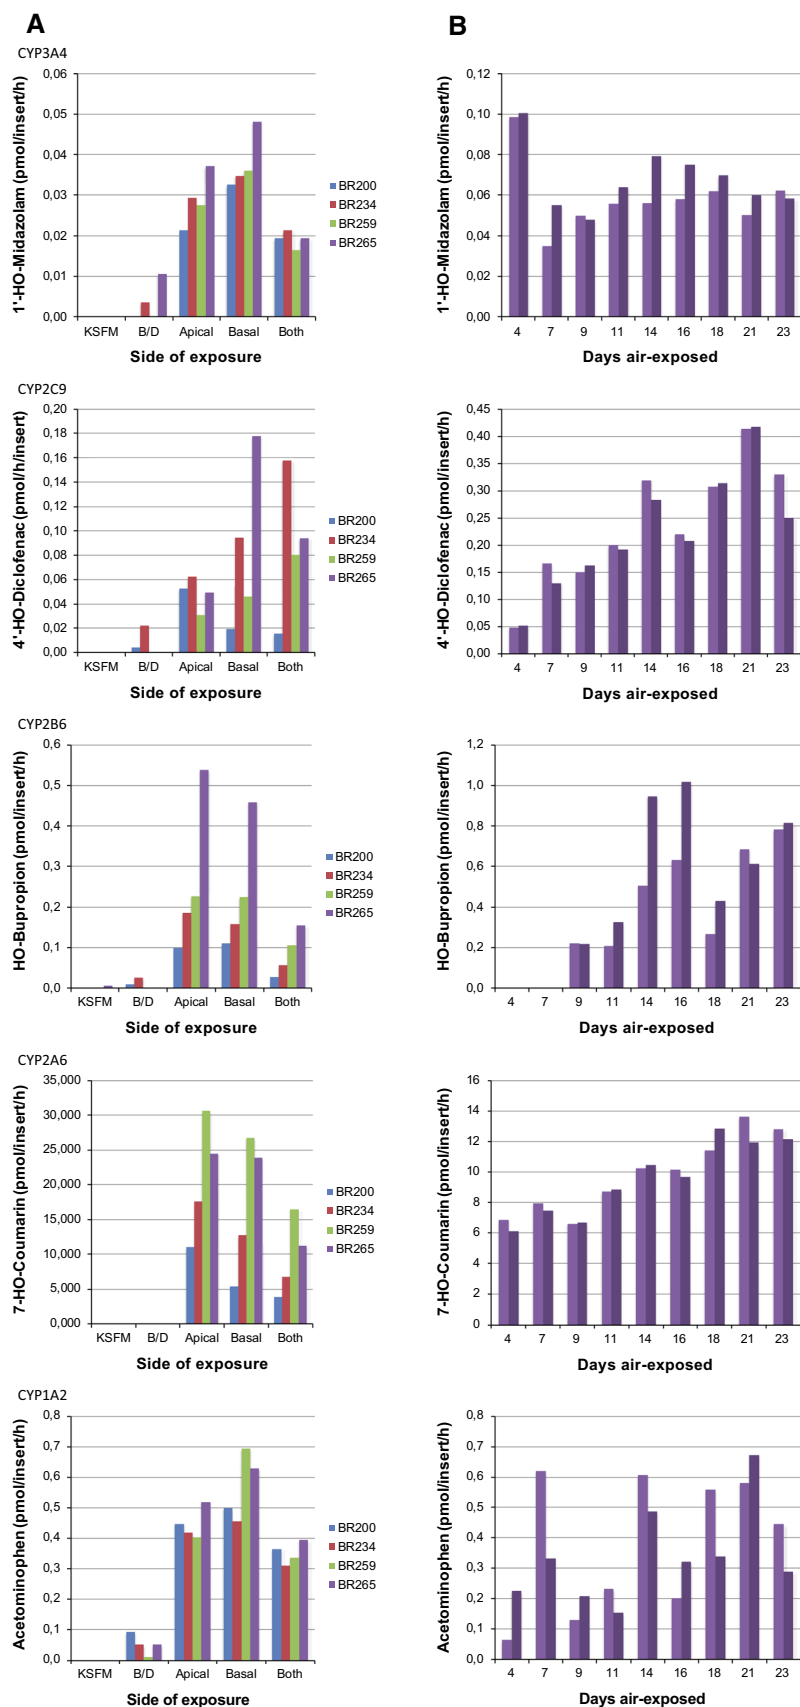 A
B
CYP3A4
1'-HO-Midazolam (pmol/insert/h)
0,06
0,05
0,04
0,03
0,02
0,01
0,00
KSFM B/D Apical Basal Both
Side of exposure
BR200
BR234
BR259
BR265
1'-HO-Midazolam (pmol/insert/h)
0,12
0,10
0,08
0,06
0,04
0,02
0,00
4 7 9 11 14 16 18 21 23
Days air-exposed
CYP2C9
4'-HO-Diclofenac (pmol/h/insert)
0,20
0,18
0,16
0,14
0,12
0,10
0,08
0,06
0,04
0,02
0,00
KSFM B/D Apical Basal Both
Side of exposure
BR200
BR234
BR259
BR265
4'-HO-Diclofenac (pmol/insert/h)
0,45
0,40
0,35
0,30
0,25
0,20
0,15
0,10
0,05
0,00
4 7 9 11 14 16 18 21 23
Days air-exposed
CYP2B6
HO-Bupropion (pmol/insert/h)
0,6
0,5
0,4
0,3
0,2
0,1
0,0
KSFM B/D Apical Basal Both
Side of exposure
BR200
BR234
BR259
BR265
HO-Bupropion (pmol/insert/h)
1,2
1,0
0,8
0,6
0,4
0,2
0,0
4 7 9 11 14 16 18 21 23
Days air-exposed
CYP2A6
7-HO-Coumarin (pmol/insert/h)
35,000
30,000
25,000
20,000
15,000
10,000
5,000
0,000
KSFM B/D Apical Basal Both
Side of exposure
BR200
BR234
BR259
BR265
7-HO-Coumarin (pmol/insert/h)
16
14
12
10
8
6
4
2
0
4 7 9 11 14 16 18 21 23
Days air-exposed
CYP1A2
Acetominophen (pmol/insert/h)
0,8
0,7
0,6
0,5
0,4
0,3
0,2
0,1
0,0
KSFM B/D Apical Basal Both
Side of exposure
BR200
BR234
BR259
BR265
Acetominophen (pmol/insert/h)
0,8
0,7
0,6
0,5
0,4
0,3
0,2
0,1
0,0
4 7 9 11 14 16 18 21 23
Days air-exposed